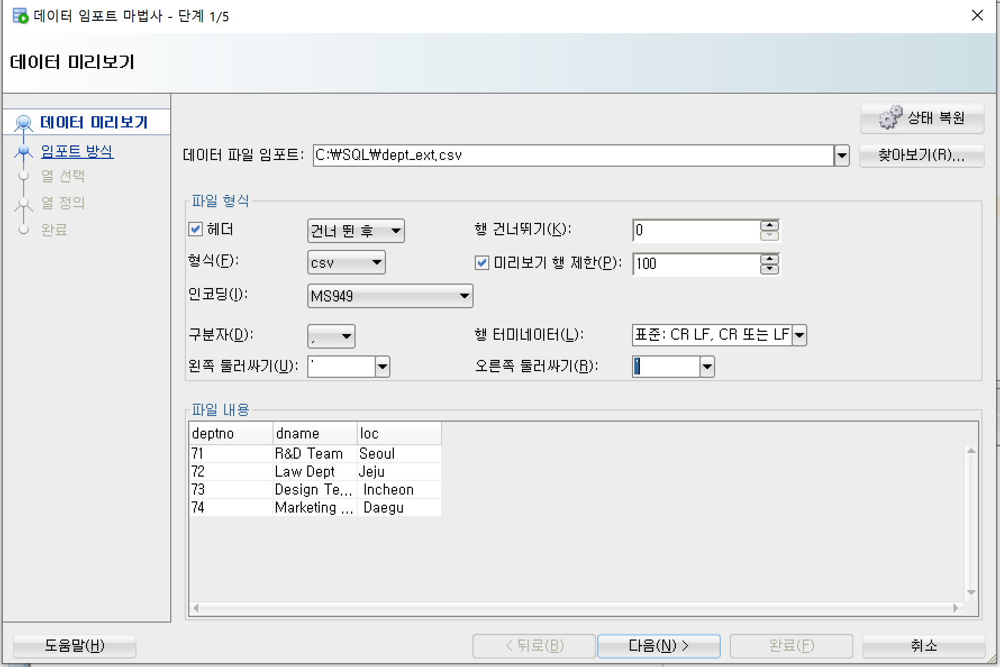 데이터 임포트 마법사 - 단계 1/5
데이터 미리보기
데이터 미리보기
임포트 방식
열 선택
열 정의
완료
상태 복원
데이터 파일 임포트: C:₩SQL₩dept_ext.csv 찾아보기(R)...
파일 형식
헤더 건너 뛴 후 행 건너뛰기(K): 0
형식(F): csv 미리보기 행 제한(P): 100
인코딩(I): MS949
구분자(D): , 행 터미네이터(L): 표준: CR LF, CR 또는 LF
왼쪽 둘러싸기(U): 오른쪽 둘러싸기(R):
파일 내용
deptno dname loc
71 R&D Team Seoul
72 Law Dept Jeju
73 Design Te... Incheon
74 Marketing ... Daegu
도움말(H) < 뒤로(B) 다음(N) > 완료(F) 취소